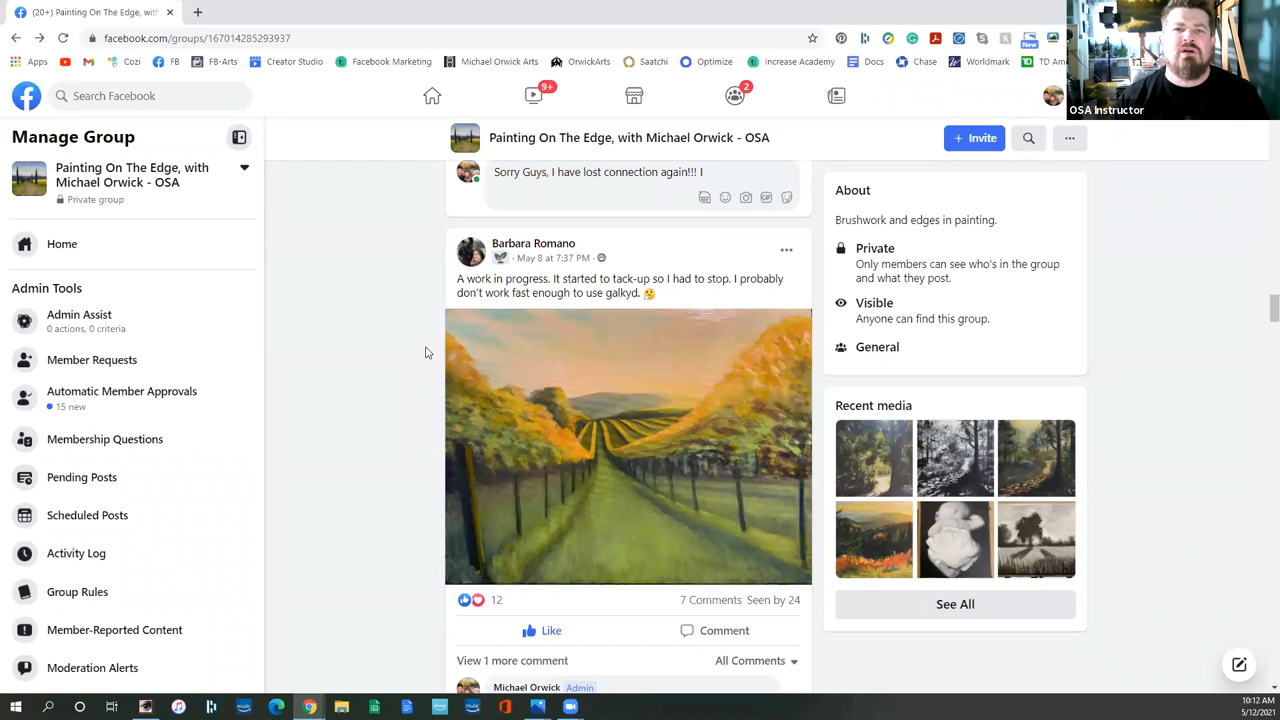 (20+) Painting On The Edge, with
facebook.com/groups/167014285293937
New
Apps
Gmail
Cozi
FB
FB-Arts
Creator Studio
Facebook Marketing
Michael Orwick Arts
OrwickArts
Saatchi
Optimize
Increase Academy
Docs
Chase
Worldmark
TD Am
OSA Instructor
Search Facebook
9+
2
Manage Group
Painting On The Edge, with
Michael Orwick - OSA
Private group
Home
Admin Tools
Admin Assist
0 actions, 0 criteria
Member Requests
Automatic Member Approvals
15 new
Membership Questions
Pending Posts
Scheduled Posts
Activity Log
Group Rules
Member-Reported Content
Moderation Alerts
Painting On The Edge, with Michael Orwick - OSA
+ Invite
Sorry Guys, I have lost connection again!!! I
Barbara Romano
· May 8 at 7:37 PM ·
A work in progress. It started to tack-up so I had to stop. I probably
don't work fast enough to use galkyd.
12
7 Comments Seen by 24
Like
Comment
View 1 more comment
All Comments
Michael Orwick Admin
About
Brushwork and edges in painting.
Private
Only members can see who's in the group
and what they post.
Visible
Anyone can find this group.
General
Recent media
See All
10:12 AM
5/12/2021